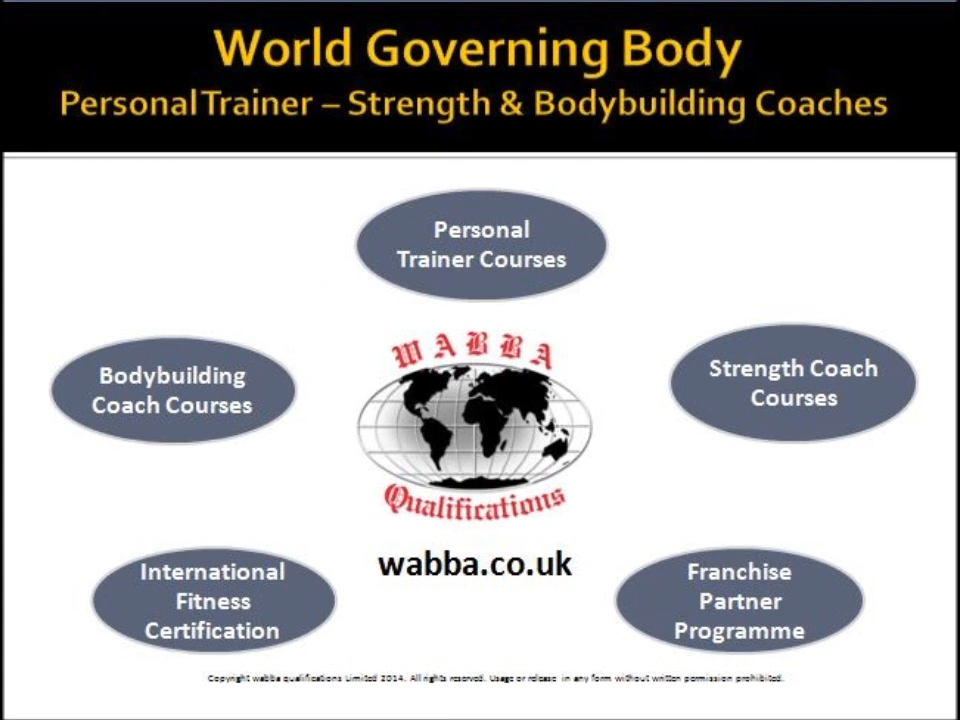 World Governing Body
Personal Trainer – Strength & Bodybuilding Coaches
Personal
Trainer Courses
Bodybuilding
Coach Courses
Strength Coach
Courses
WABBA
Qualifications
wabba.co.uk
International
Fitness
Certification
Franchise
Partner
Programme
Copyright wabba qualifications Limited 2014. All rights reserved. Usage or release in any form without written permission prohibited.